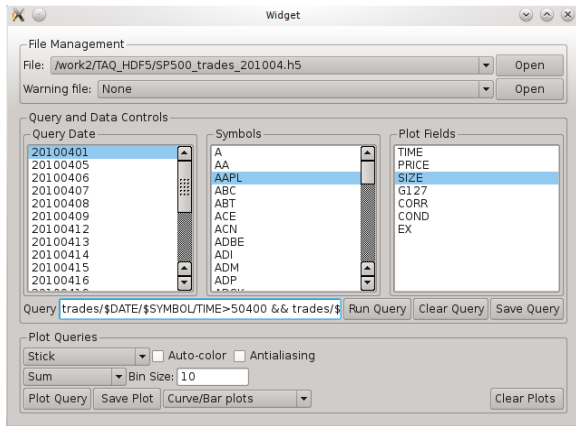 Widget
File Management
File: /work2/TAQ_HDF5/SP500_trades_201004.h5 Open
Warning file: None Open
Query and Data Controls
Query Date Symbols Plot Fields
20100401 A TIME
20100405 AA PRICE
20100406 AAPL SIZE
20100407 ABC G127
20100408 ABT CORR
20100409 ACE COND
20100412 ACN EX
20100413 ADBE
20100414 ADI
20100415 ADM
20100416 ADP
Query trades/$DATE/$SYMBOL/TIME>50400 && trades/$ Run Query Clear Query Save Query
Plot Queries
Stick Auto-color Antialiasing
Sum Bin Size: 10
Plot Query Save Plot Curve/Bar plots Clear Plots